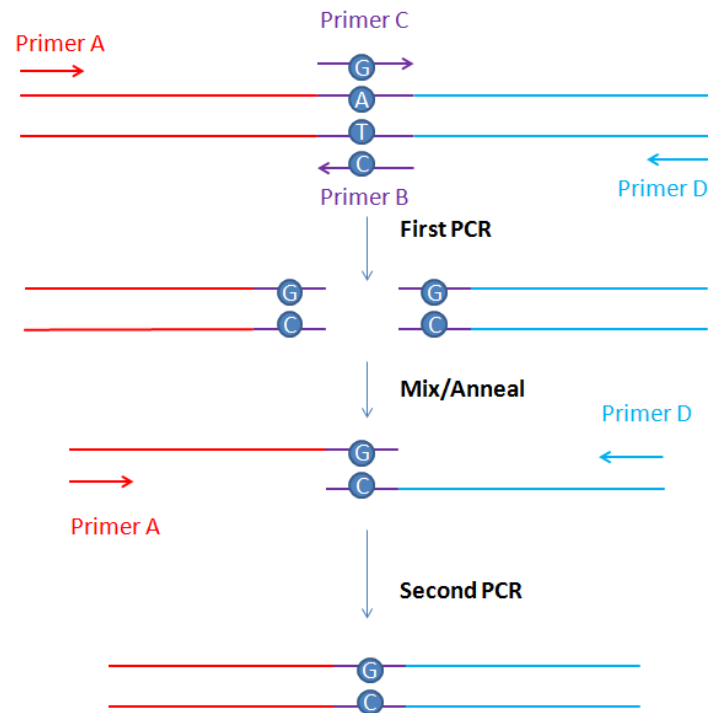 Primer C
Primer A
G
A
T
C
Primer B
Primer D
First PCR
G G
C C
Mix/Anneal
Primer D
G
C
Primer A
Second PCR
G
C